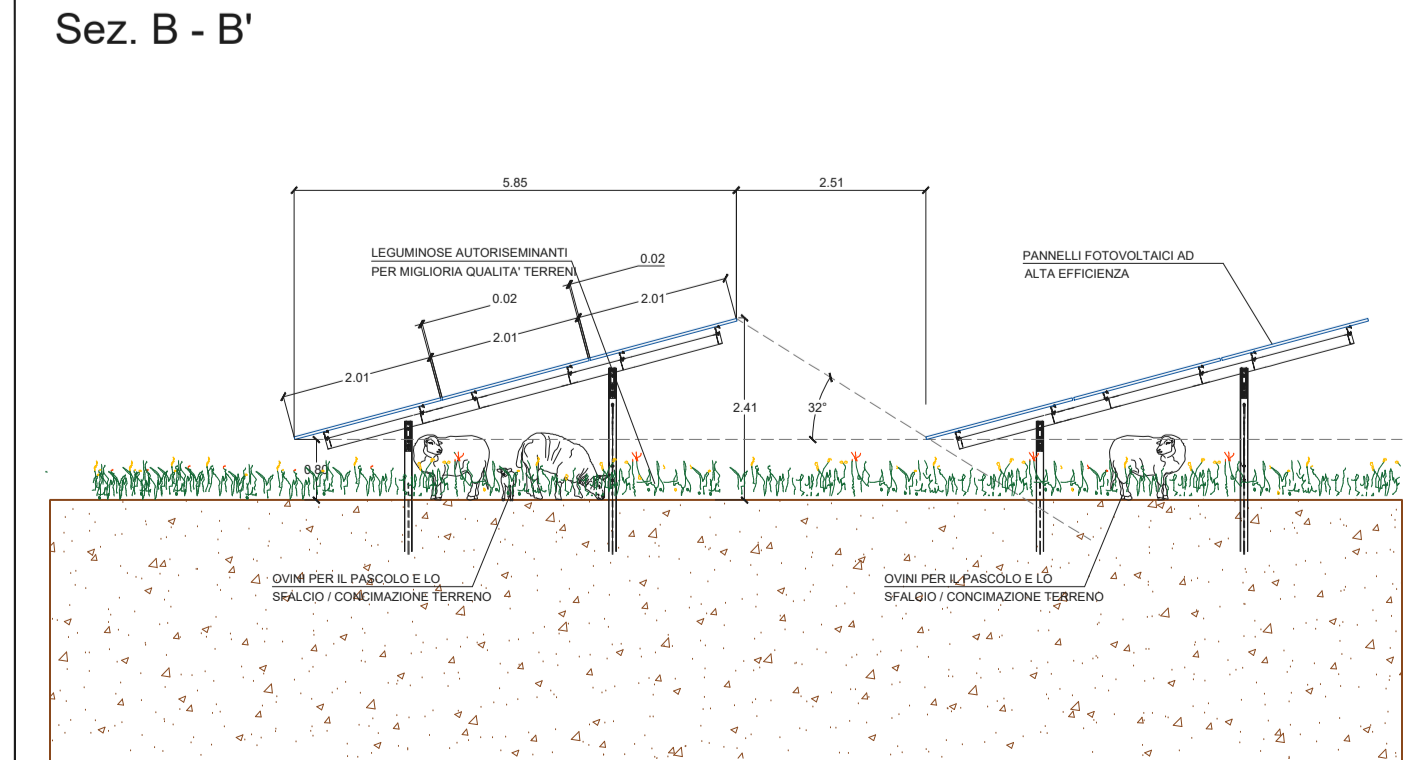 Sez. B - B'
5.85
2.51
LEGUMINOSE AUTORISEMINANTI
PER MIGLIORIA QUALITA' TERRENI
0.02
PANNELLI FOTOVOLTAICI AD
ALTA EFFICIENZA
0.02
2.01
2.01
2.01
2.41
32°
0.80
OVINI PER IL PASCOLO E LO
SFALCIO / CONCIMAZIONE TERRENO
OVINI PER IL PASCOLO E LO
SFALCIO / CONCIMAZIONE TERRENO